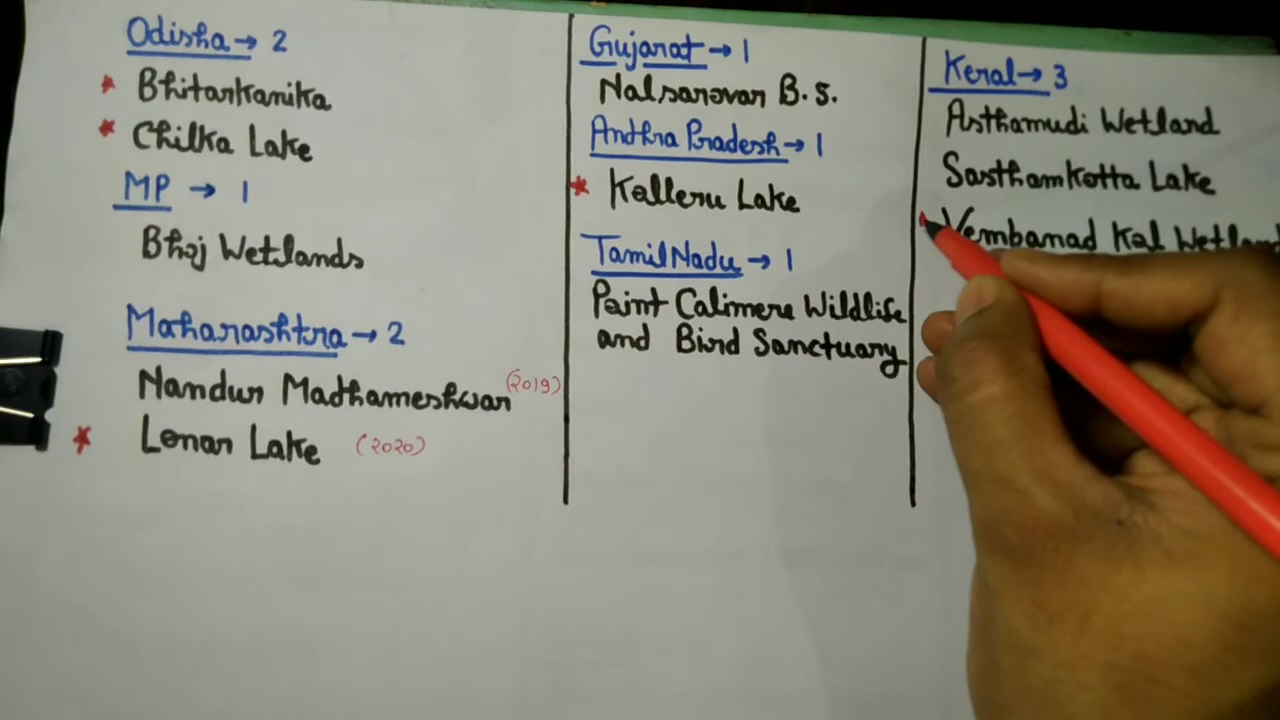 Odisha → 2
Bhitarkanika
Chilka Lake
MP → 1
Bhoj Wetlands
Maharashtra → 2
Nandur Madhameshwar (2019)
Lonar Lake (2020)
Gujarat → 1
Nalsarovar B.S.
Andhra Pradesh → 1
Kolleru Lake
Tamil Nadu → 1
Point Calimere Wildlife
and Bird Sanctuary
Keral → 3
Asthamudi Wetland
Sasthamkotta Lake
Vembanad Kol Wetland